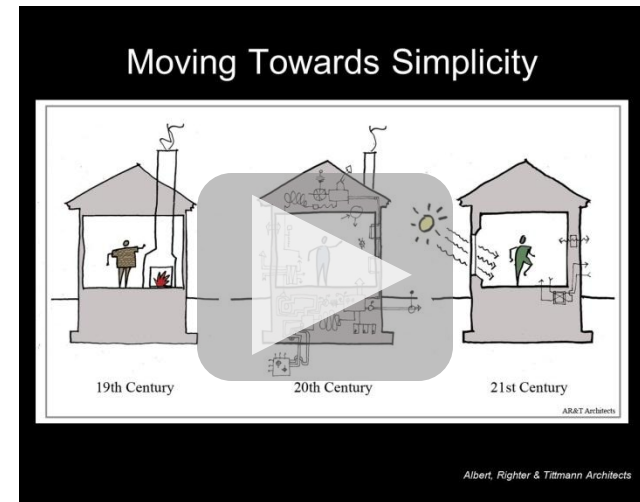 Moving Towards Simplicity
19th Century
20th Century
21st Century
AR&T Architects
Albert, Righter & Tittmann Architects